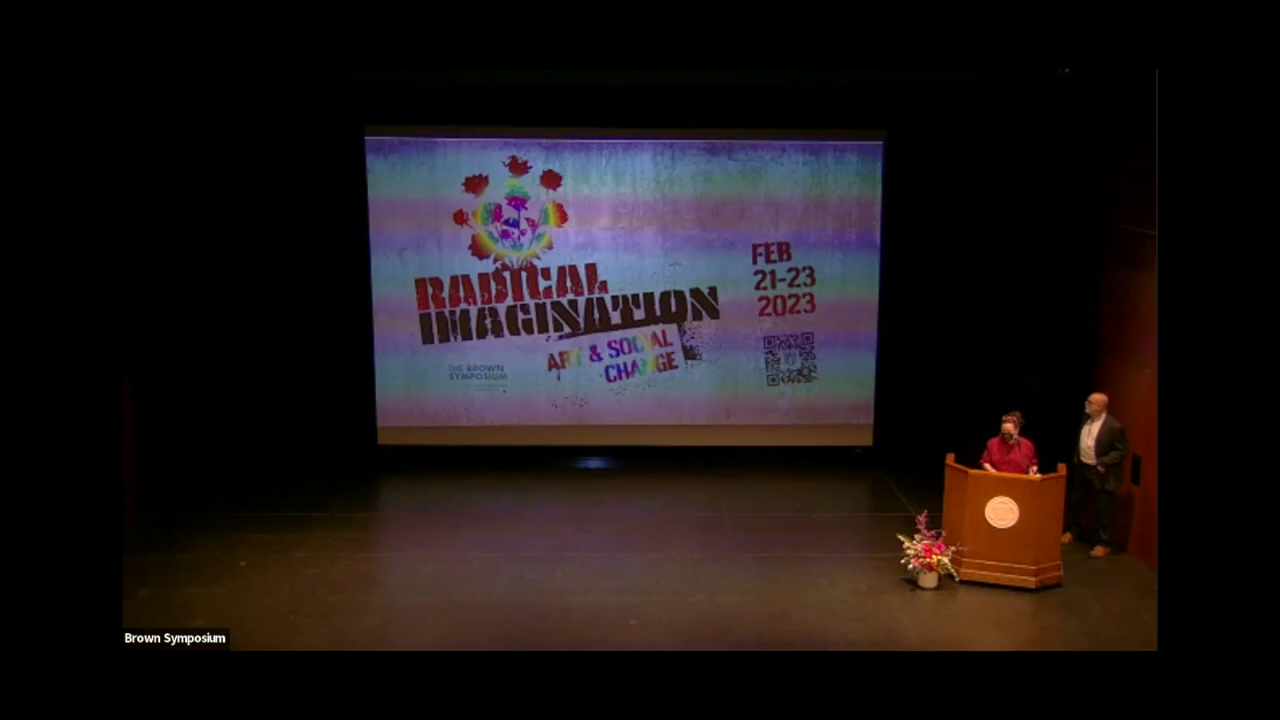 RADICAL
IMAGINATION
ART & SOCIAL
CHANGE
THE BROWN
SYMPOSIUM
FEB
21-23
2023
Brown Symposium